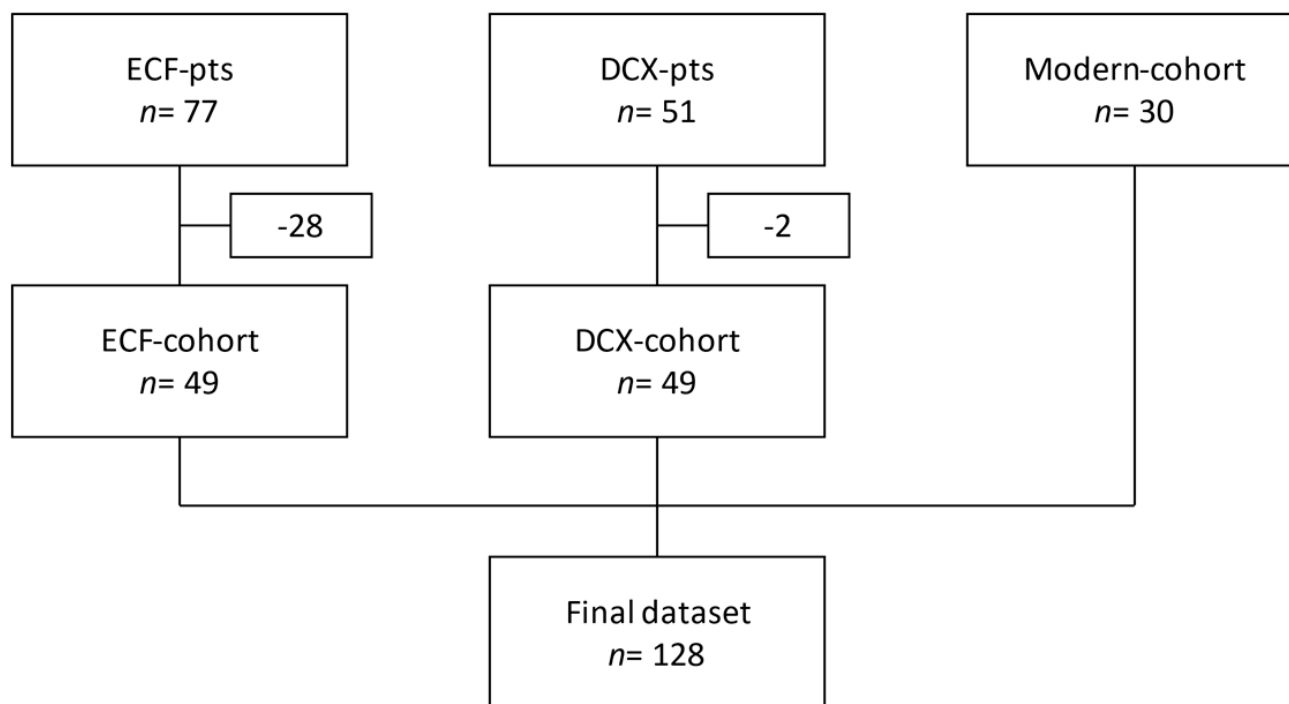 ECF-pts
n= 77
DCX-pts
n= 51
Modern-cohort
n= 30
-28
-2
ECF-cohort
n= 49
DCX-cohort
n= 49
Final dataset
n= 128